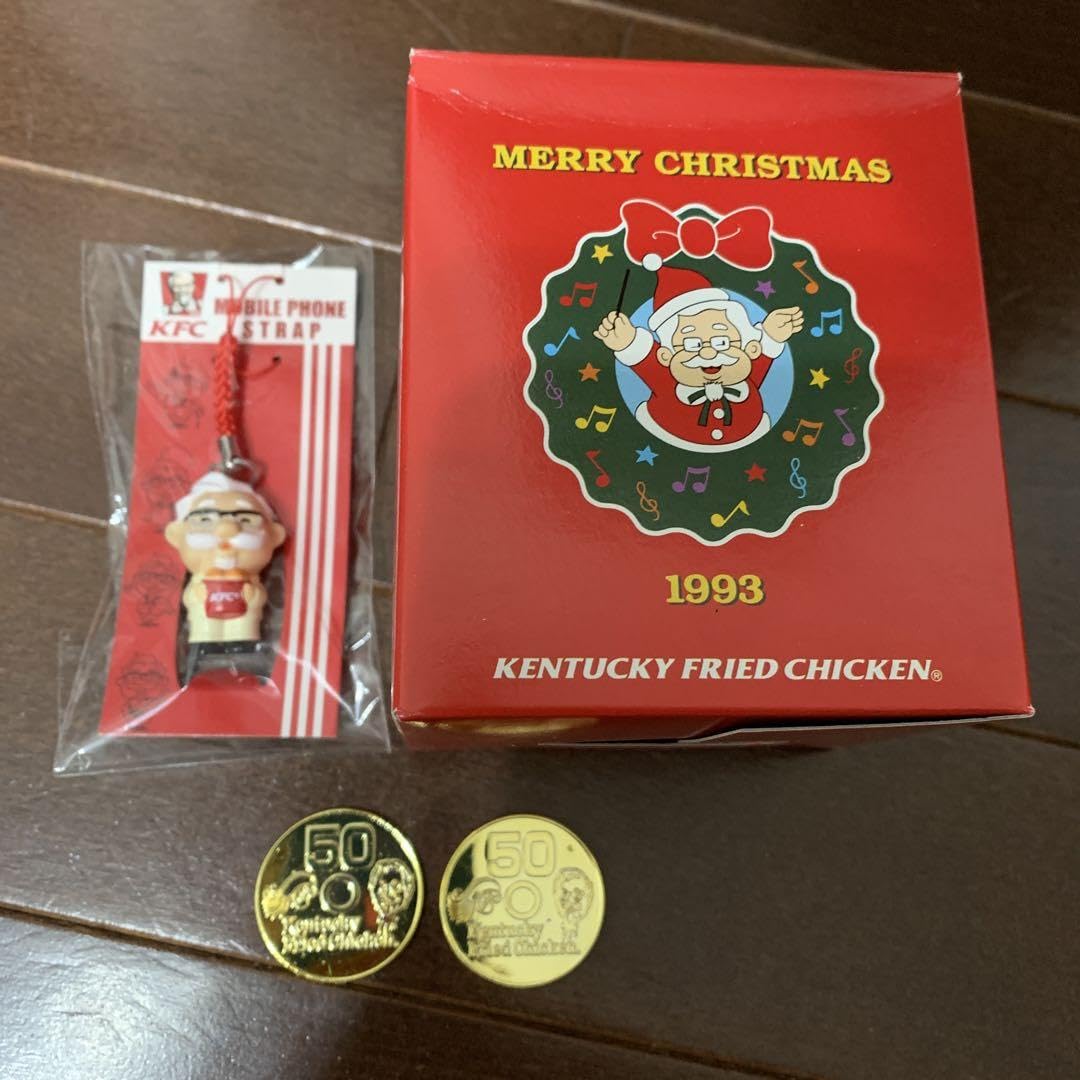 MERRY CHRISTMAS
1993
KENTUCKY FRIED CHICKEN®
KFC
MOBILE PHONE
STRAP
KFC
50
Kentucky
Fried Chicken
50
Kentucky
Fried Chicken